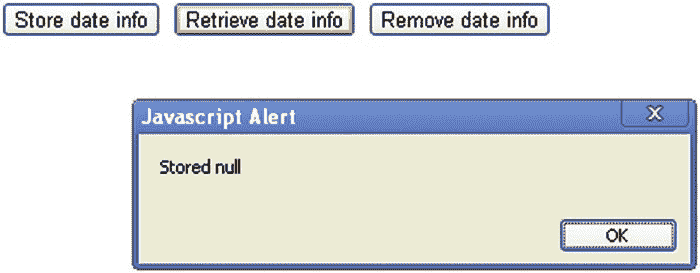 Store date info Retrieve date info Remove date info
Javascript Alert
Stored null
OK